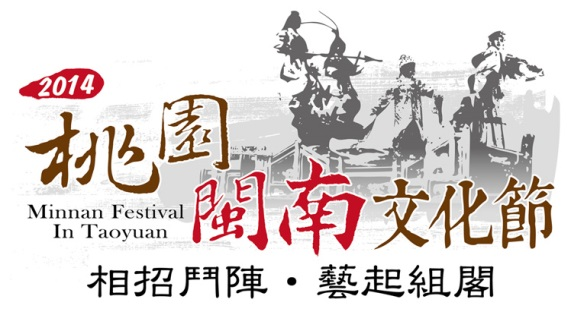 2014
桃園
Minnan Festival
In Taoyuan
閩南文化節
相招鬥陣·藝起組閣